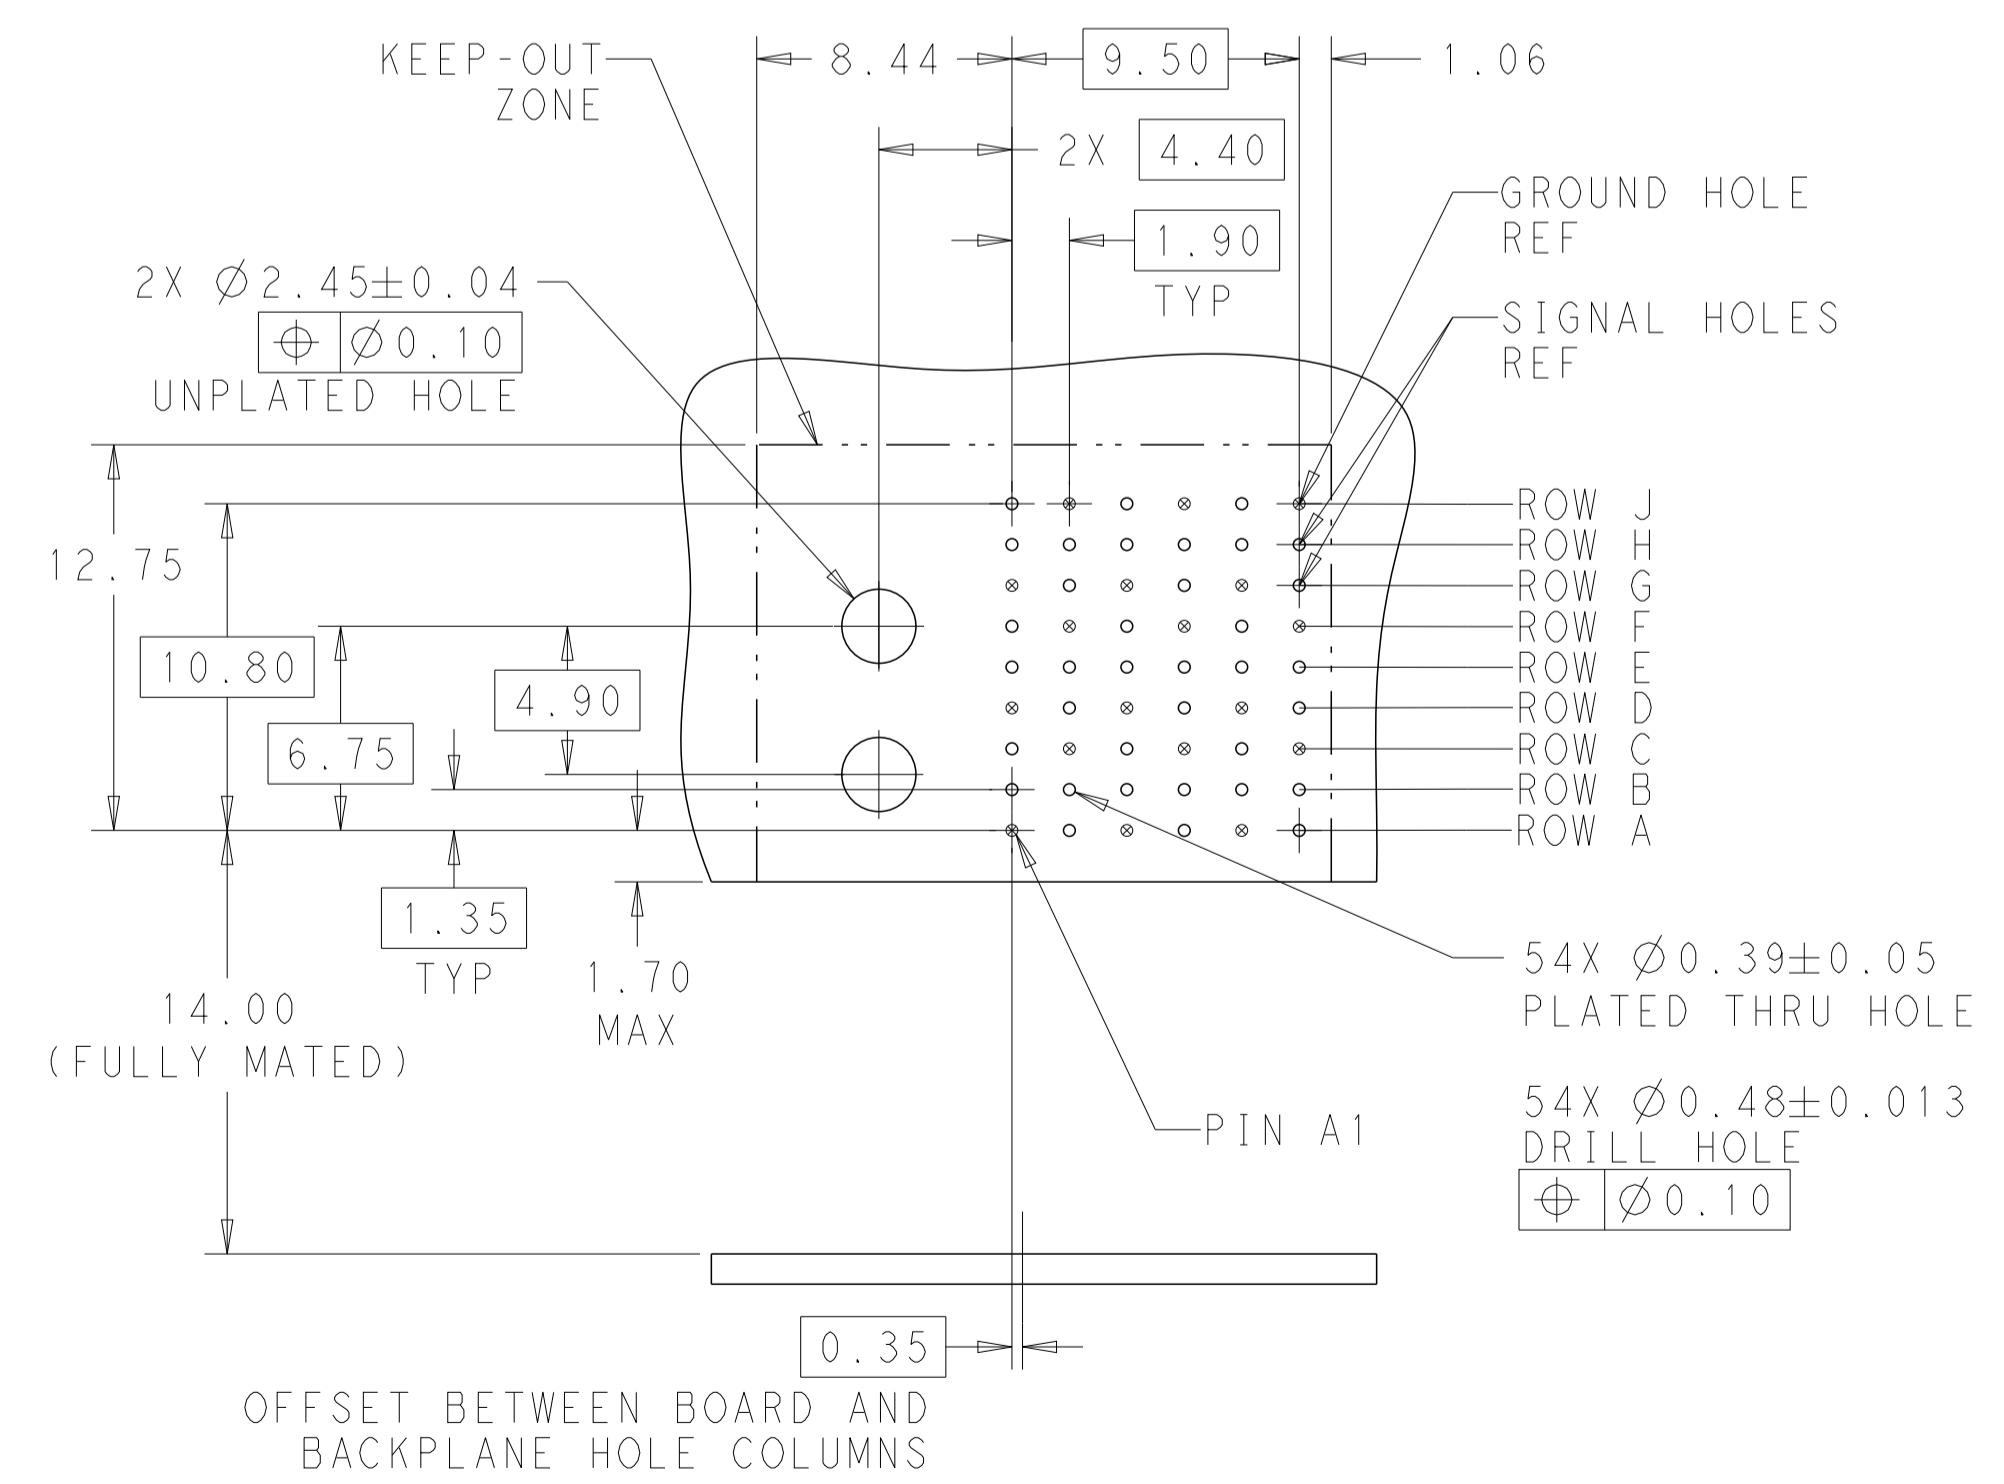 KEEP-OUT
ZONE
8.44
9.50
1.06
2X 4.40
1.90
TYP
GROUND HOLE
REF
SIGNAL HOLES
REF
2X Ø2.45±0.04
⌖ Ø0.10
UNPLATED HOLE
12.75
10.80
6.75
4.90
1.35
TYP
1.70
MAX
14.00
(FULLY MATED)
ROW J
ROW H
ROW G
ROW F
ROW E
ROW D
ROW C
ROW B
ROW A
54X Ø0.39±0.05
PLATED THRU HOLE
54X Ø0.48±0.013
DRILL HOLE
⌖ Ø0.10
PIN A1
0.35
OFFSET BETWEEN BOARD AND
BACKPLANE HOLE COLUMNS